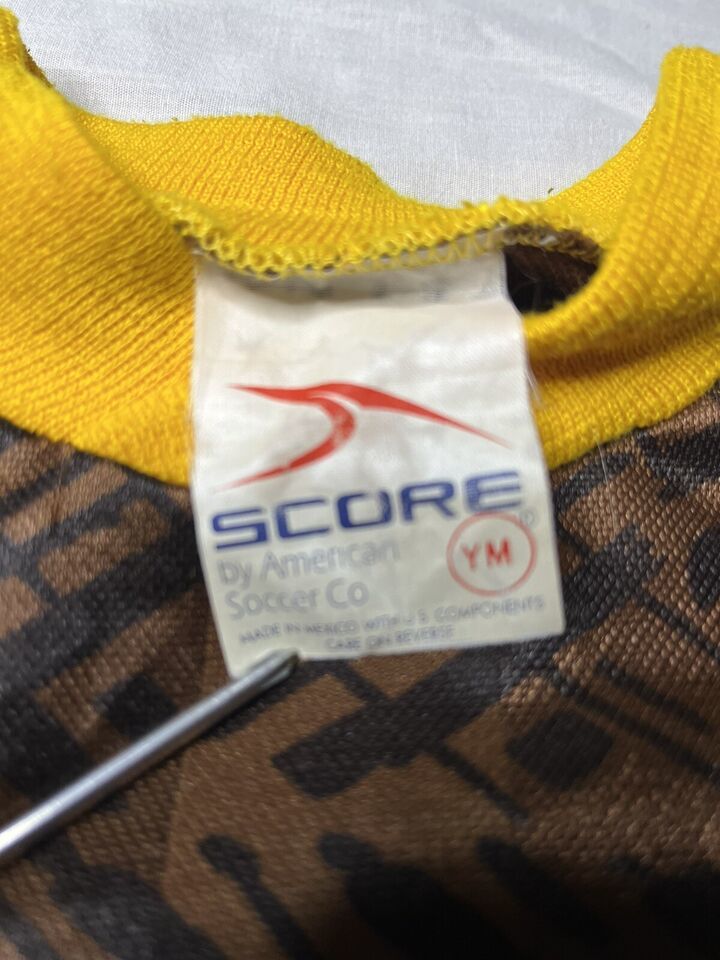 SCORE®
by American
Soccer Co
YM
MADE IN MEXICO WITH U.S. COMPONENTS
CARE ON REVERSE